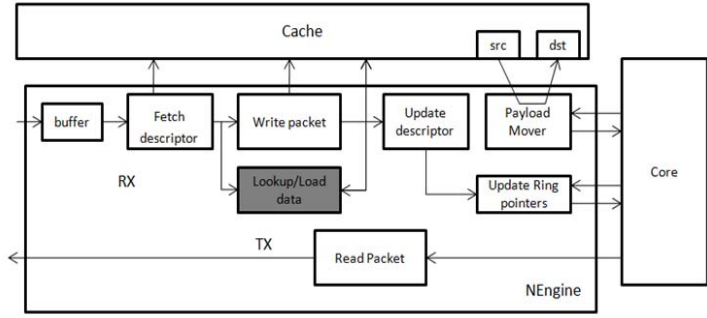 Cache
src
dst
buffer
Fetch
descriptor
Write packet
Update
descriptor
Payload
Mover
Core
Lookup/Load
data
RX
Update Ring
pointers
TX
Read Packet
NEngine